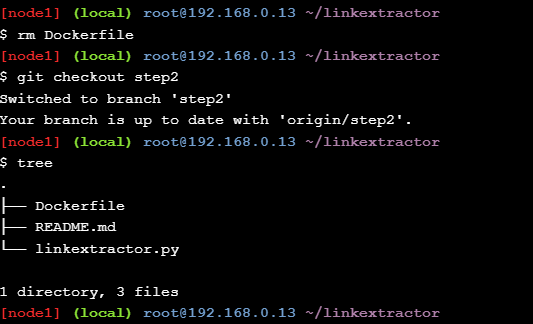 [node1] (local) root@192.168.0.13 ~/linkextractor
$ rm Dockerfile
[node1] (local) root@192.168.0.13 ~/linkextractor
$ git checkout step2
Switched to branch 'step2'
Your branch is up to date with 'origin/step2'.
[node1] (local) root@192.168.0.13 ~/linkextractor
$ tree
.
├── Dockerfile
├── README.md
└── linkextractor.py
1 directory, 3 files
[node1] (local) root@192.168.0.13 ~/linkextractor